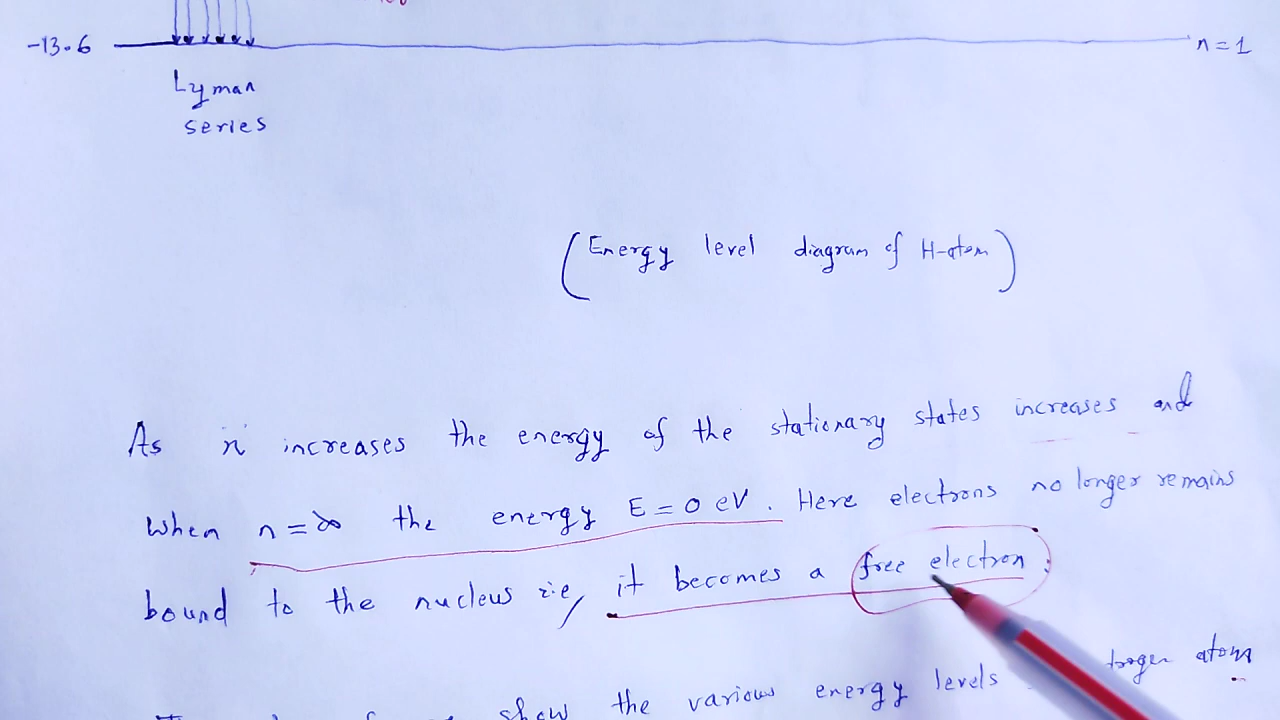 -13.6 n = 1
Lyman
series
(Energy level diagram of H-atom)
As 'n' increases the energy of the stationary states increases and
when n = ∞ the energy E = 0 eV. Here electrons no longer remains
bound to the nucleus i.e, it becomes a free electron.
show the various energy levels atom